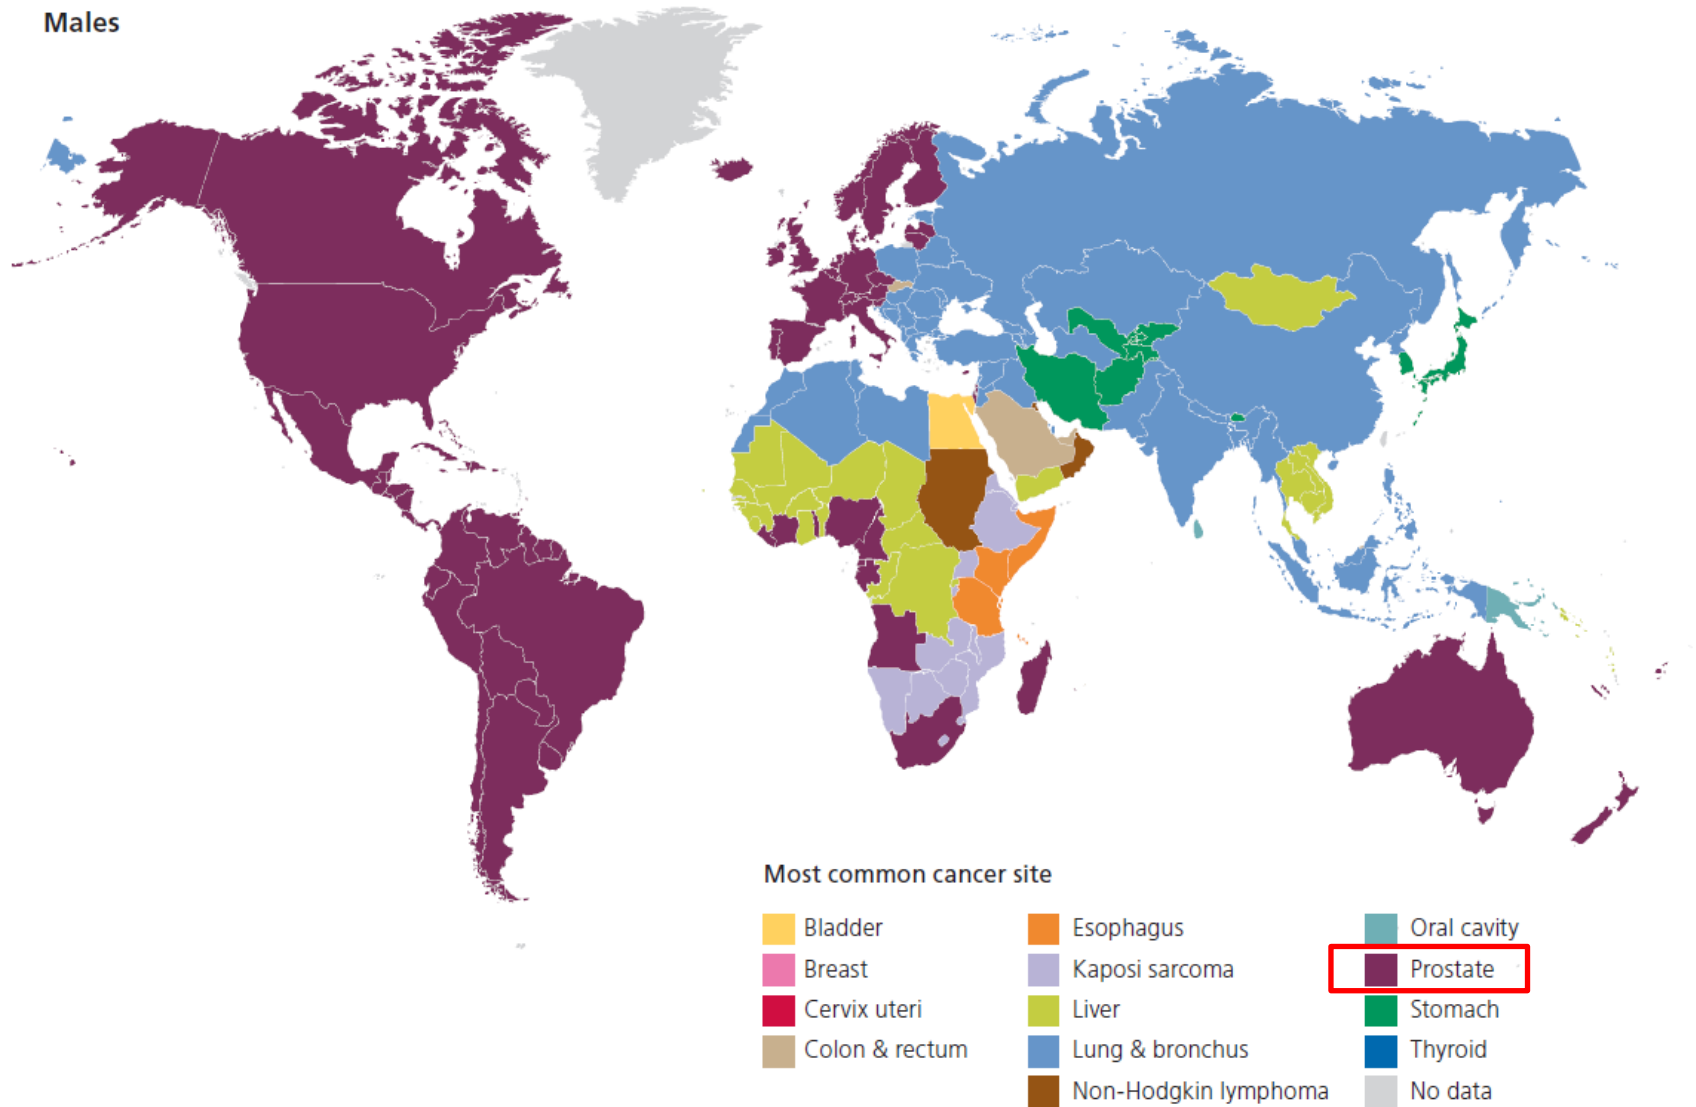 Males
Most common cancer site
Bladder
Breast
Cervix uteri
Colon & rectum
Esophagus
Kaposi sarcoma
Liver
Lung & bronchus
Non-Hodgkin lymphoma
Oral cavity
Prostate
Stomach
Thyroid
No data